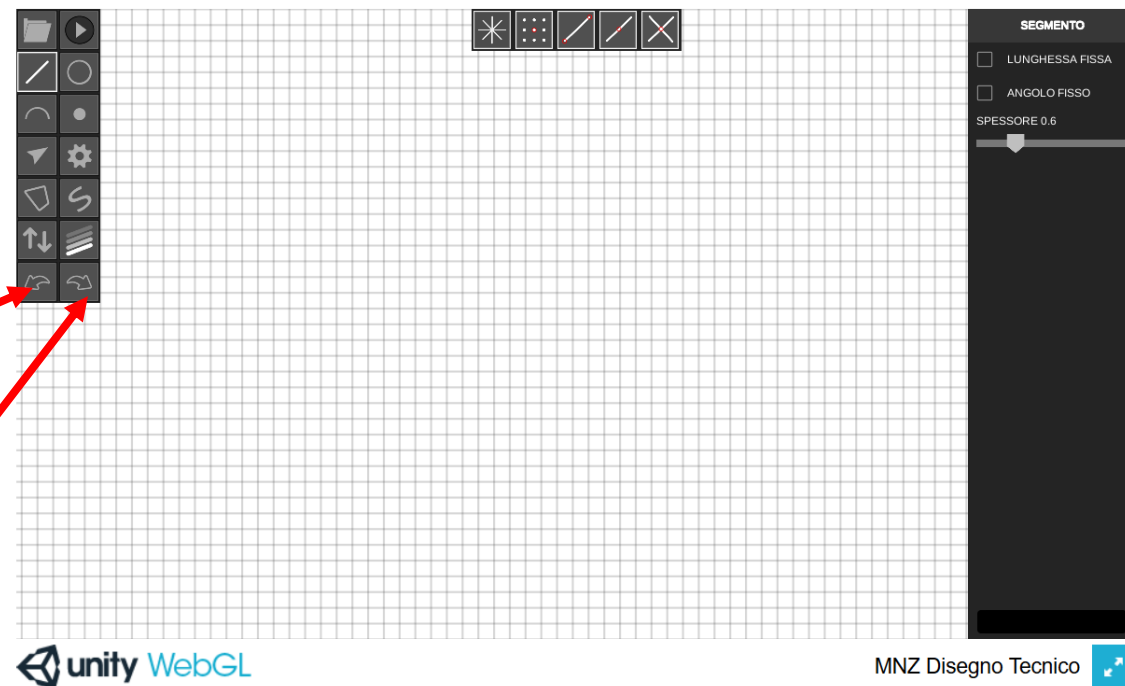 SEGMENTO
LUNGHESSA FISSA
ANGOLO FISSO
SPESSORE 0.6
unity WebGL
MNZ Disegno Tecnico